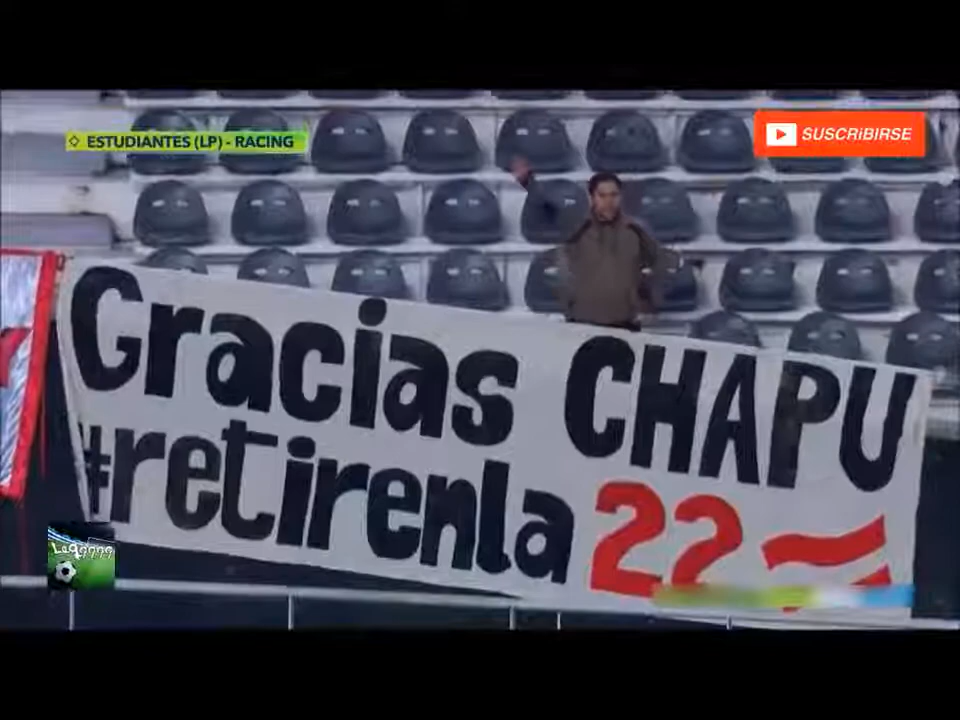 ESTUDIANTES (LP) - RACING
SUSCRiBIRSE
Gracias CHAPU
#retirenla 22